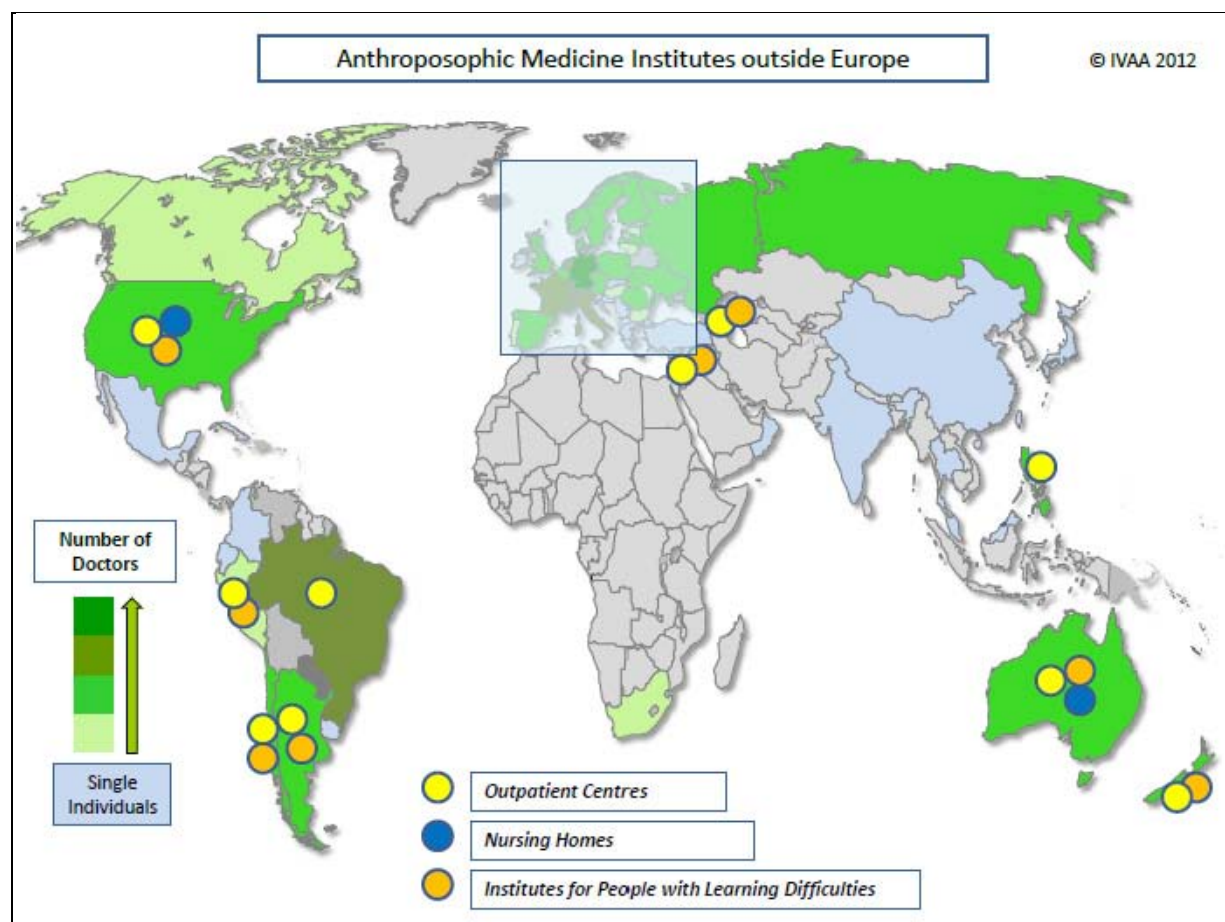 Anthroposophic Medicine Institutes outside Europe
© IVAA 2012
Number of
Doctors
Single
Individuals
Outpatient Centres
Nursing Homes
Institutes for People with Learning Difficulties